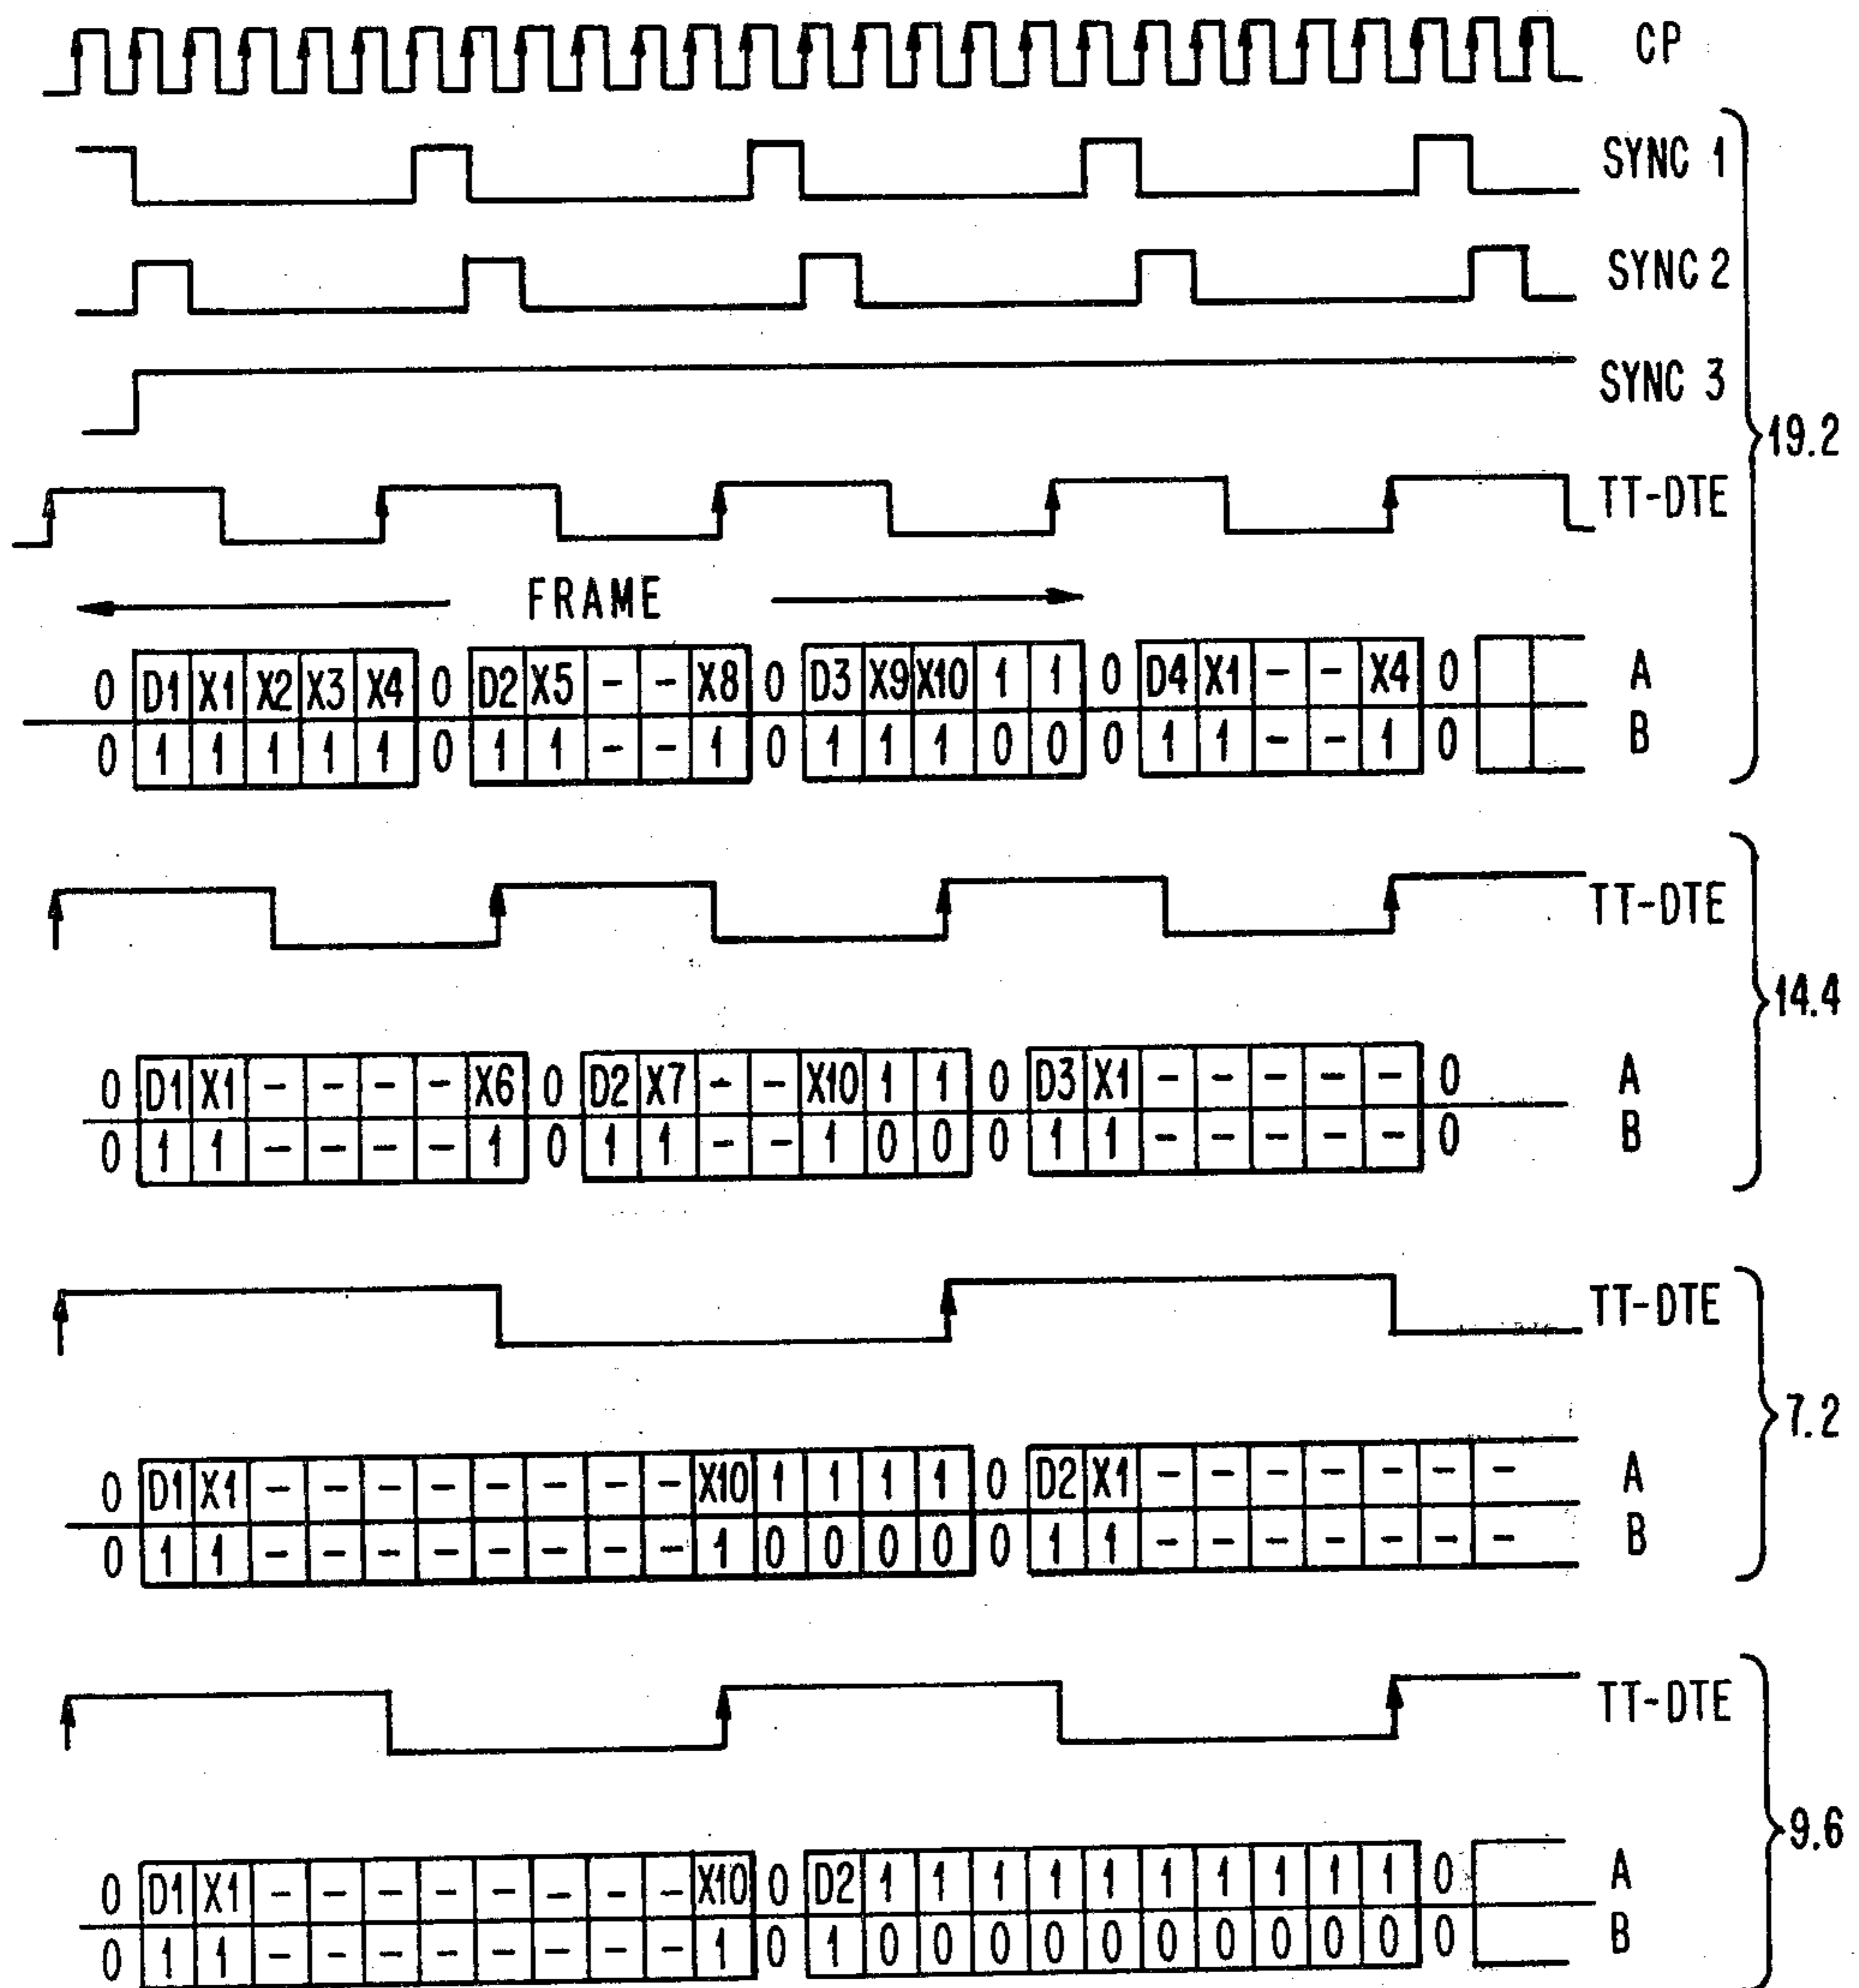 CP
SYNC 1
SYNC 2
SYNC 3
19.2
TT-DTE
FRAME
0 D1 X1 X2 X3 X4 0 D2 X5 - - X8 0 D3 X9 X10 1 1 0 D4 X1 - - X4 0 A
0 1 1 1 1 1 0 1 1 - - 1 0 1 1 1 0 0 0 1 1 - - 1 0 B
TT-DTE
14.4
0 D1 X1 - - - - X6 0 D2 X7 - - X10 1 1 0 D3 X1 - - - - - 0 A
0 1 1 - - - - 1 0 1 1 - - 1 0 0 0 1 1 - - - - - 0 B
TT-DTE
7.2
0 D1 X1 - - - - - - - - X10 1 1 1 1 0 D2 X1 - - - - - - - A
0 1 1 - - - - - - - - 1 0 0 0 0 0 1 1 - - - - - - - B
TT-DTE
9.6
0 D1 X1 - - - - - - - - X10 0 D2 1 1 1 1 1 1 1 1 1 1 0 A
0 1 1 - - - - - - - - 1 0 1 0 0 0 0 0 0 0 0 0 0 0 B